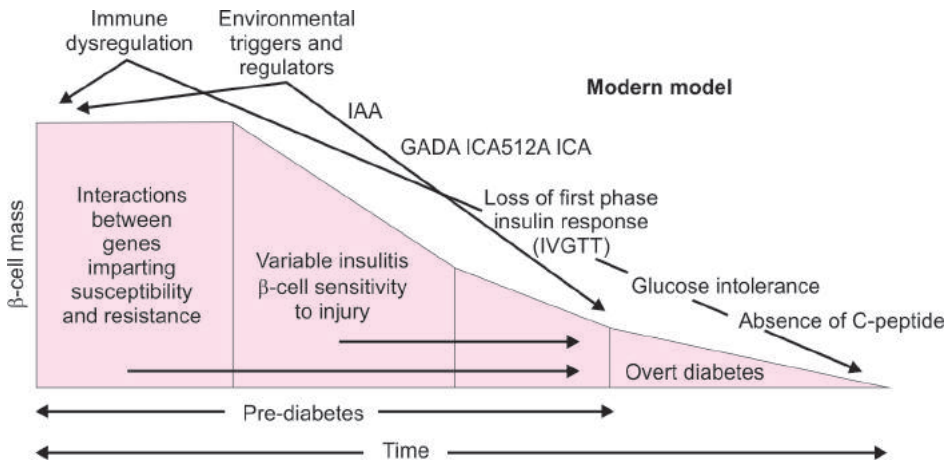 Immune
dysregulation
Environmental
triggers and
regulators
Modern model
IAA
GADA ICA512A ICA
Loss of first phase
insulin response
(IVGTT)
Glucose intolerance
Absence of C-peptide
β-cell mass
Interactions
between
genes
imparting
susceptibility
and resistance
Variable insulitis
β-cell sensitivity
to injury
Overt diabetes
Pre-diabetes
Time